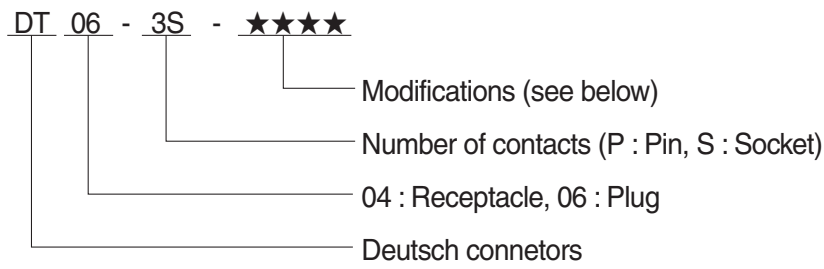 DT 06 - 3S - ★★★★
Modifications (see below)
Number of contacts (P : Pin, S : Socket)
04 : Receptacle, 06 : Plug
Deutsch connetors